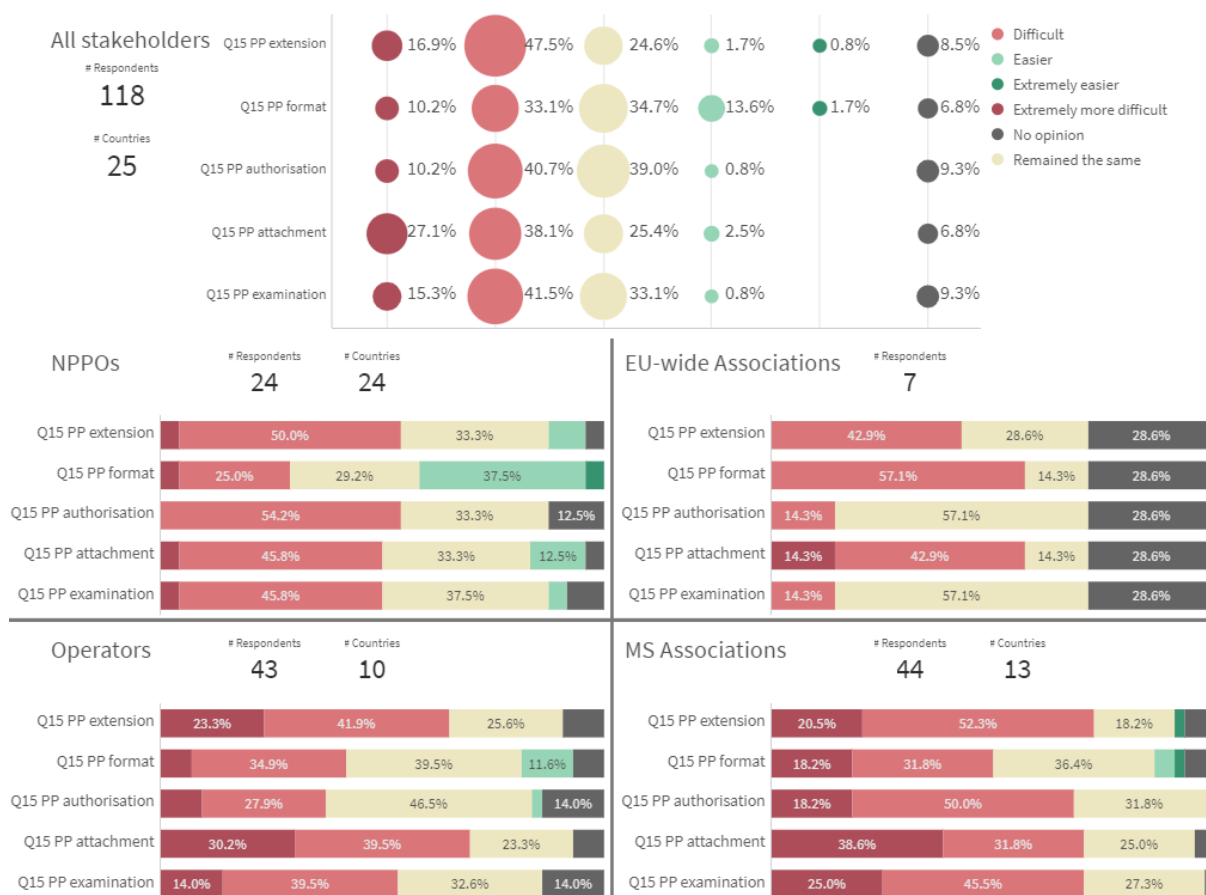 All stakeholders
# Respondents
118
# Countries
25
Q15 PP extension 16.9% 47.5% 24.6% 1.7% 0.8% 8.5%
Q15 PP format 10.2% 33.1% 34.7% 13.6% 1.7% 6.8%
Q15 PP authorisation 10.2% 40.7% 39.0% 0.8% 9.3%
Q15 PP attachment 27.1% 38.1% 25.4% 2.5% 6.8%
Q15 PP examination 15.3% 41.5% 33.1% 0.8% 9.3%
Difficult
Easier
Extremely easier
Extremely more difficult
No opinion
Remained the same
NPPOs
# Respondents # Countries
24 24
Q15 PP extension 50.0% 33.3%
Q15 PP format 25.0% 29.2% 37.5%
Q15 PP authorisation 54.2% 33.3% 12.5%
Q15 PP attachment 45.8% 33.3% 12.5%
Q15 PP examination 45.8% 37.5%
EU-wide Associations
# Respondents
7
Q15 PP extension 42.9% 28.6% 28.6%
Q15 PP format 57.1% 14.3% 28.6%
Q15 PP authorisation 14.3% 57.1% 28.6%
Q15 PP attachment 14.3% 42.9% 14.3% 28.6%
Q15 PP examination 14.3% 57.1% 28.6%
Operators
# Respondents # Countries
43 10
Q15 PP extension 23.3% 41.9% 25.6%
Q15 PP format 34.9% 39.5% 11.6%
Q15 PP authorisation 27.9% 46.5% 14.0%
Q15 PP attachment 30.2% 39.5% 23.3%
Q15 PP examination 14.0% 39.5% 32.6% 14.0%
MS Associations
# Respondents # Countries
44 13
Q15 PP extension 20.5% 52.3% 18.2%
Q15 PP format 18.2% 31.8% 36.4%
Q15 PP authorisation 18.2% 50.0% 31.8%
Q15 PP attachment 38.6% 31.8% 25.0%
Q15 PP examination 25.0% 45.5% 27.3%